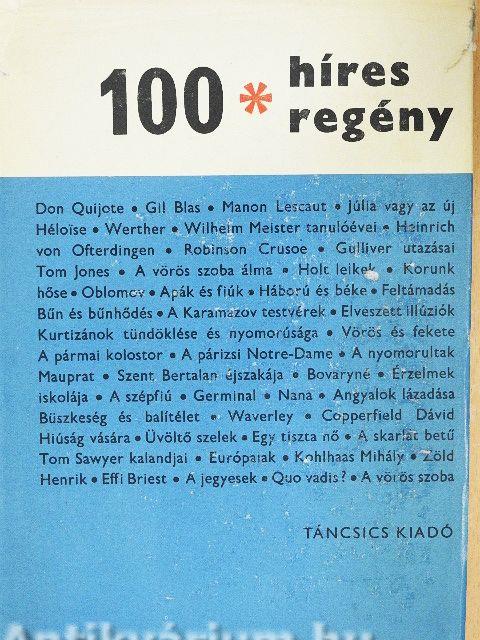 100 * híres
regény
Don Quijote • Gil Blas • Manon Lescaut • Júlia vagy az új
Héloïse • Werther • Wilhelm Meister tanulóévei • Heinrich
von Ofterdingen • Robinson Crusoe • Gulliver utazásai
Tom Jones • A vörös szoba álma • Holt lelkek • Korunk
hőse • Oblomov • Apák és fiúk • Háború és béke • Feltámadás
Bűn és bűnhődés • A Karamazov testvérek • Elveszett illúziók
Kurtizánok tündöklése és nyomorúsága • Vörös és fekete
A pármai kolostor • A párizsi Notre-Dame • A nyomorultak
Mauprat • Szent Bertalan éjszakája • Bovaryné • Érzelmek
iskolája • A szépfiú • Germinal • Nana • Angyalok lázadása
Büszkeség és balítélet • Waverley • Copperfield Dávid
Hiúság vására • Üvöltő szelek • Egy tiszta nő • A skarlát betű
Tom Sawyer kalandjai • Európaiak • Kohlhaas Mihály • Zöld
Henrik • Effi Briest • A jegyesek • Quo vadis? • A vörös szoba
TÁNCSICS KIADÓ
Antikvárium.hu